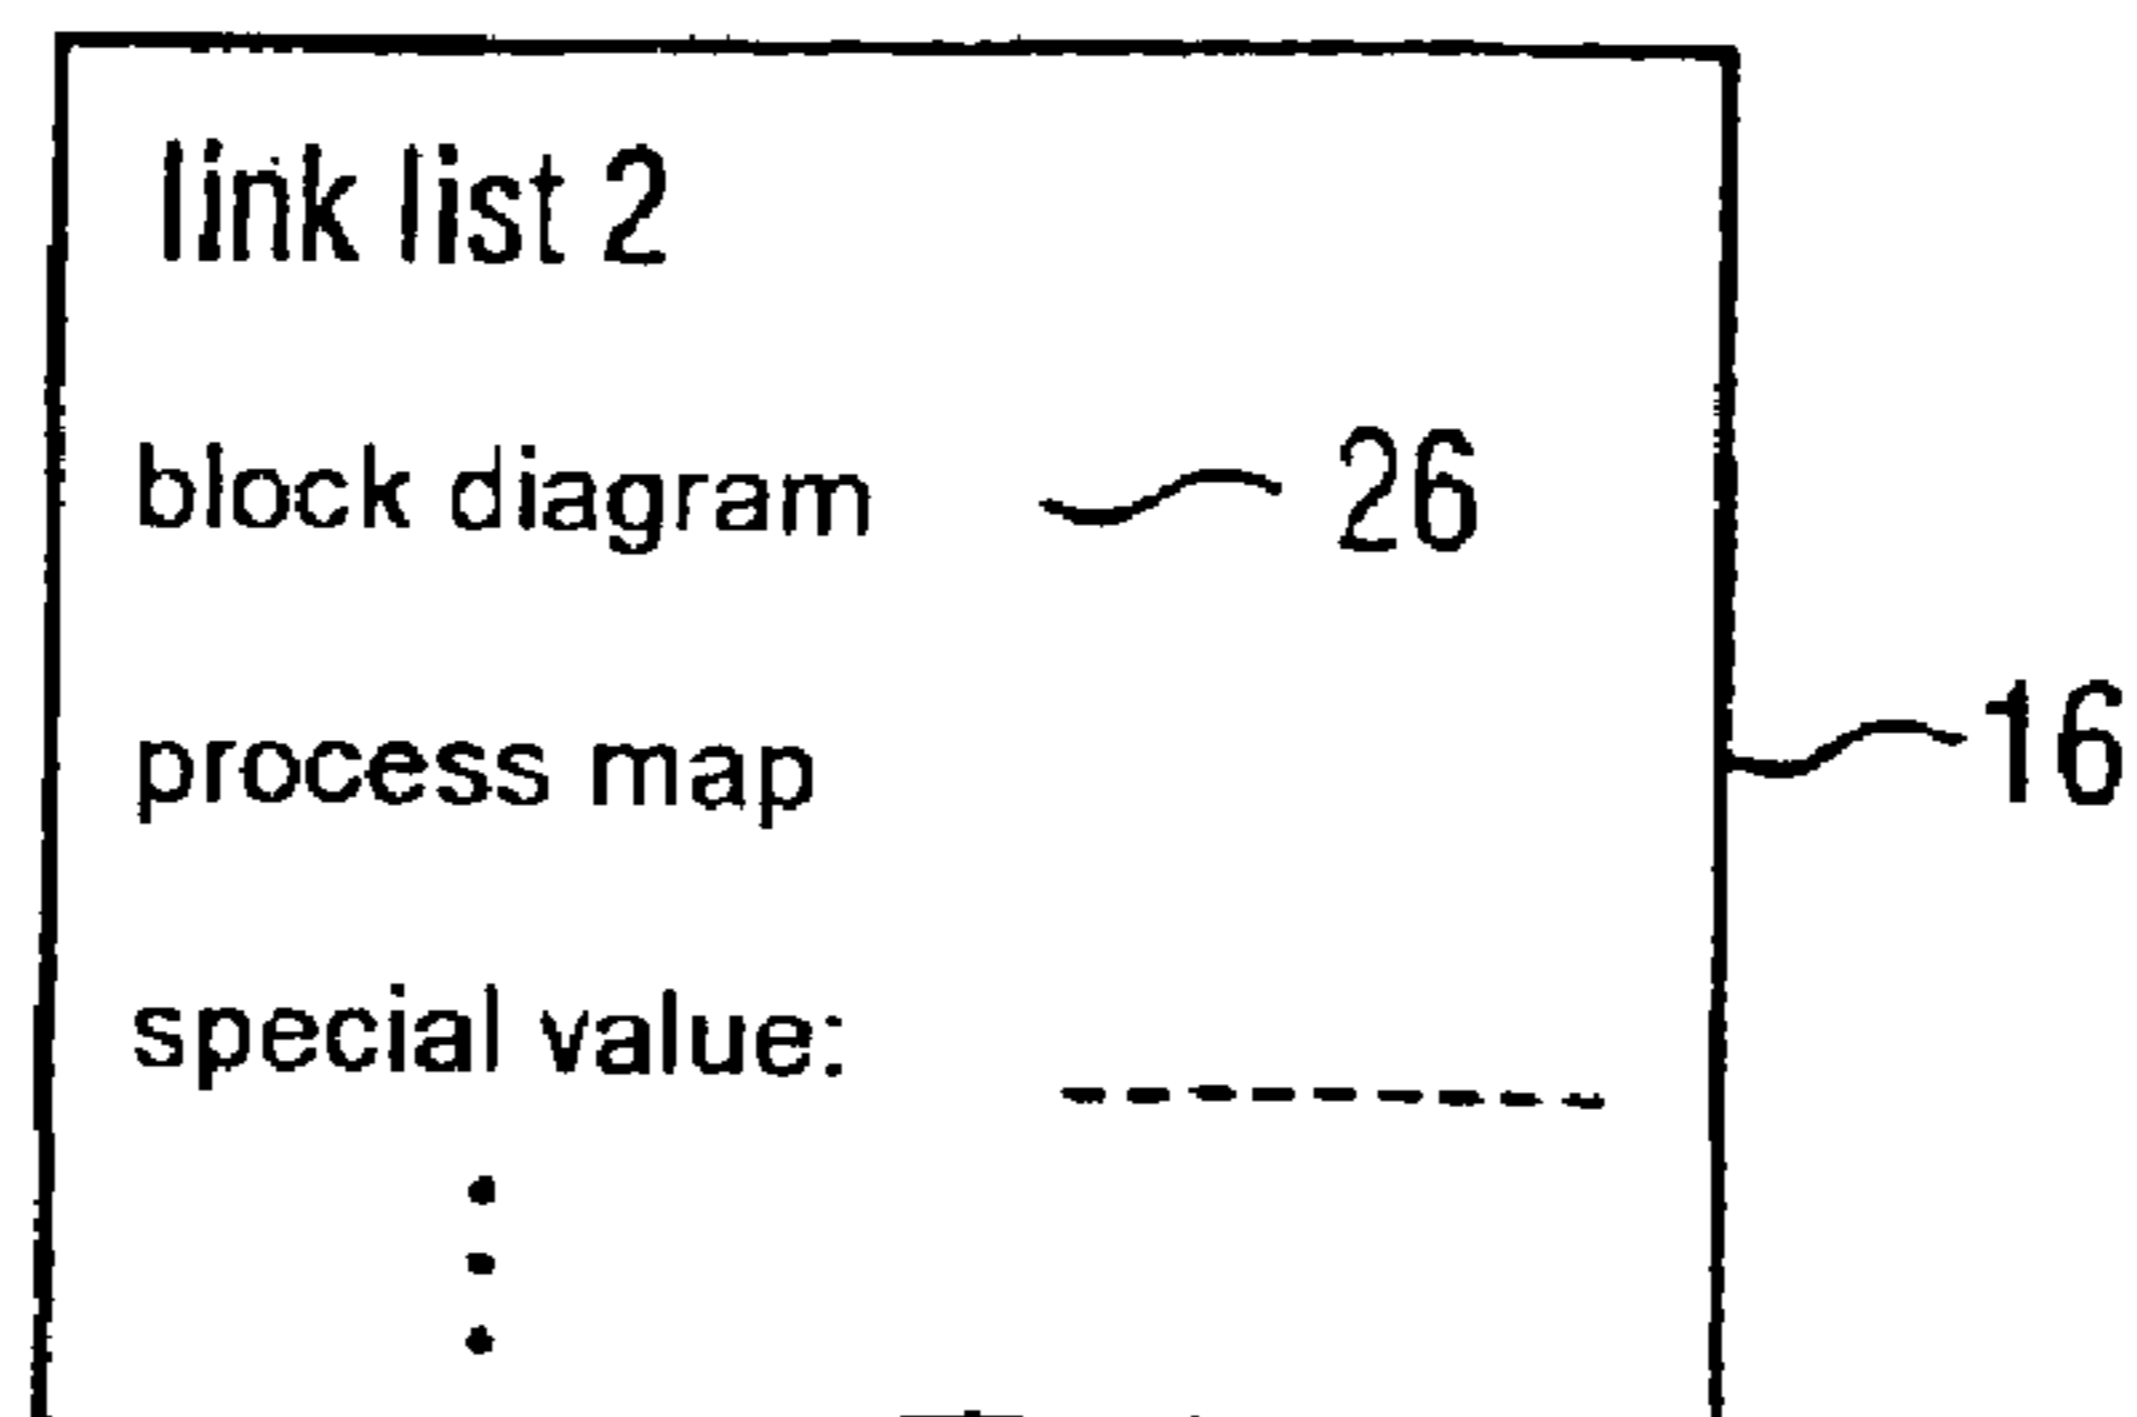 link list 2
block diagram 26
process map
16
special value: